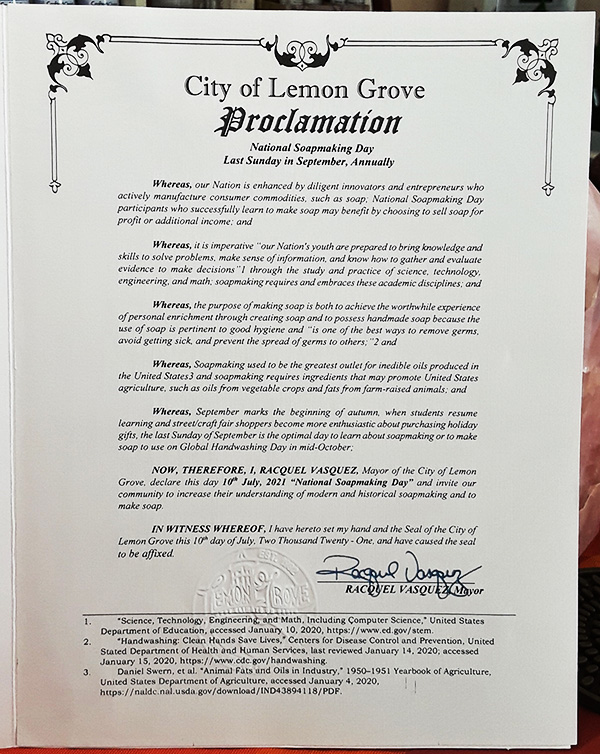 City of Lemon Grove
Proclamation
National Soapmaking Day
Last Sunday in September, Annually
Whereas, our Nation is enhanced by diligent innovators and entrepreneurs who
actively manufacture consumer commodities, such as soap; National Soapmaking Day
participants who successfully learn to make soap may benefit by choosing to sell soap for
profit or additional income; and
Whereas, it is imperative "our Nation's youth are prepared to bring knowledge and
skills to solve problems, make sense of information, and know how to gather and evaluate
evidence to make decisions"1 through the study and practice of science, technology,
engineering, and math; soapmaking requires and embraces these academic disciplines; and
Whereas, the purpose of making soap is both to achieve the worthwhile experience
of personal enrichment through creating soap and to possess handmade soap because the
use of soap is pertinent to good hygiene and "is one of the best ways to remove germs,
avoid getting sick, and prevent the spread of germs to others;"2 and
Whereas, Soapmaking used to be the greatest outlet for inedible oils produced in
the United States3 and soapmaking requires ingredients that may promote United States
agriculture, such as oils from vegetable crops and fats from farm-raised animals; and
Whereas, September marks the beginning of autumn, when students resume
learning and street/craft fair shoppers become more enthusiastic about purchasing holiday
gifts, the last Sunday of September is the optimal day to learn about soapmaking or to make
soap to use on Global Handwashing Day in mid-October;
NOW, THEREFORE, I, RACQUEL VASQUEZ, Mayor of the City of Lemon
Grove, declare this day 10th July, 2021 "National Soapmaking Day" and invite our
community to increase their understanding of modern and historical soapmaking and to
make soap.
IN WITNESS WHEREOF, I have hereto set my hand and the Seal of the City of
Lemon Grove this 10th day of July, Two Thousand Twenty - One, and have caused the seal
to be affixed.
Racquel Vasquez
RACQUEL VASQUEZ, Mayor
LEMON GROVE
1. "Science, Technology, Engineering, and Math, Including Computer Science," United States
Department of Education, accessed January 10, 2020, https://www.ed.gov/stem.
2. "Handwashing: Clean Hands Save Lives," Centers for Disease Control and Prevention, United
Stated Department of Health and Human Services, last reviewed January 14, 2020; accessed
January 15, 2020, https://www.cdc.gov/handwashing.
3. Daniel Swern, et al. "Animal Fats and Oils in Industry," 1950-1951 Yearbook of Agriculture,
United States Department of Agriculture, accessed January 4, 2020,
https://naldc.nal.usda.gov/download/IND43894118/PDF.